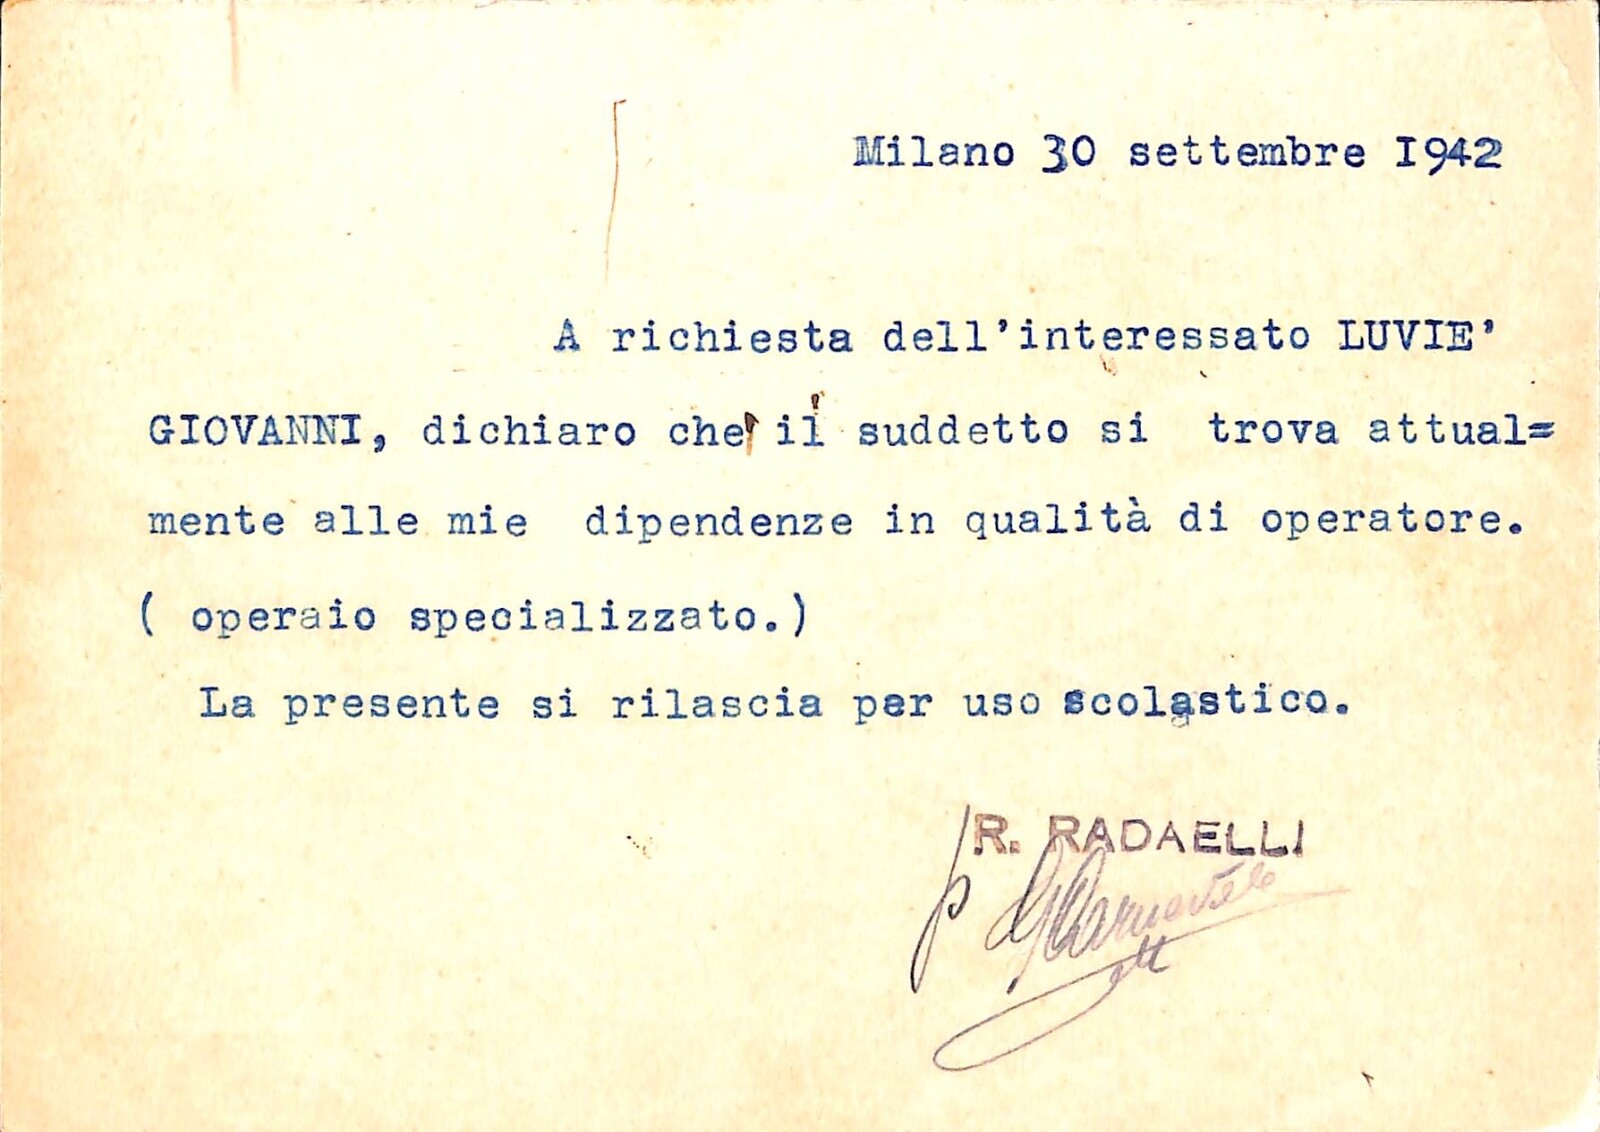 Milano 30 settembre I942
A richiesta dell'interessato LUVIE'
GIOVANNI, dichiaro che il suddetto si trova attual=
mente alle mie dipendenze in qualità di operatore.
( operaio specializzato.)
La presente si rilascia per uso scolastico.
R. RADAELLI
p